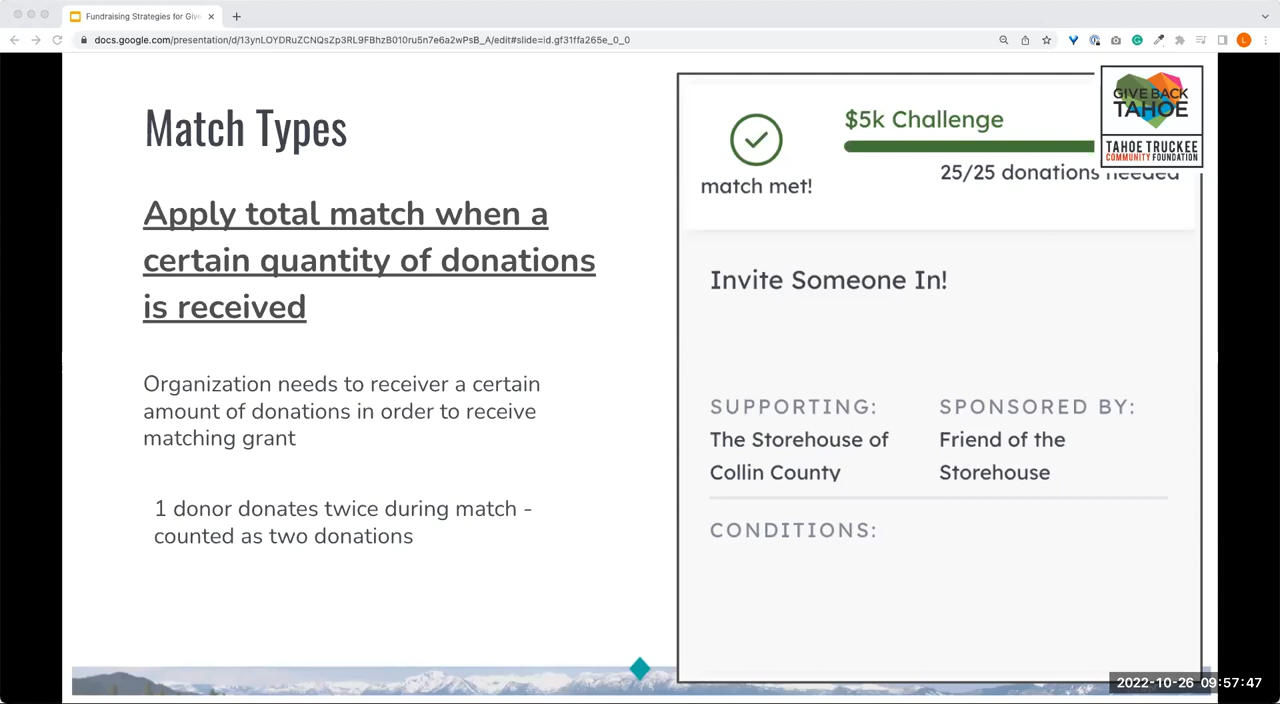 Fundraising Strategies for Give
docs.google.com/presentation/d/13ynLOYDRuZCNQsZp3RL9FBhzB010ru5n7e6a2wPsB_A/edit#slide=id.gf31ffa265e_0_0
L
Match Types
Apply total match when a
certain quantity of donations
is received
Organization needs to receiver a certain
amount of donations in order to receive
matching grant
1 donor donates twice during match -
counted as two donations
match met!
$5k Challenge
25/25 donations needed
GIVE BACK
TAHOE
TAHOE TRUCKEE
COMMUNITY FOUNDATION
Invite Someone In!
SUPPORTING:
The Storehouse of
Collin County
SPONSORED BY:
Friend of the
Storehouse
CONDITIONS:
2022-10-26 09:57:47